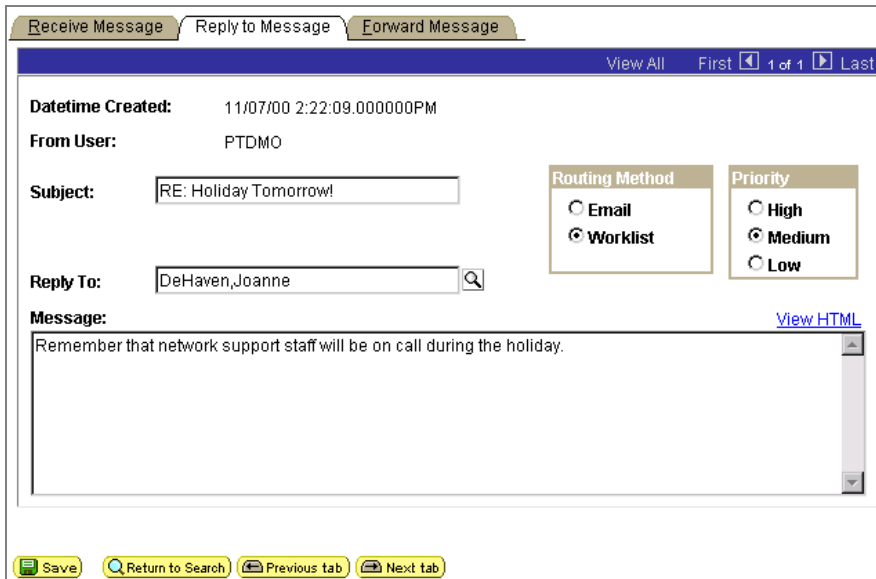 Receive Message Reply to Message Forward Message
View All First 1 of 1 Last
Datetime Created: 11/07/00 2:22:09.000000PM
From User: PTDMO
Subject: RE: Holiday Tomorrow!
Routing Method
Email
Worklist
Priority
High
Medium
Low
Reply To: DeHaven,Joanne
Message: View HTML
Remember that network support staff will be on call during the holiday.
Save Return to Search Previous tab Next tab